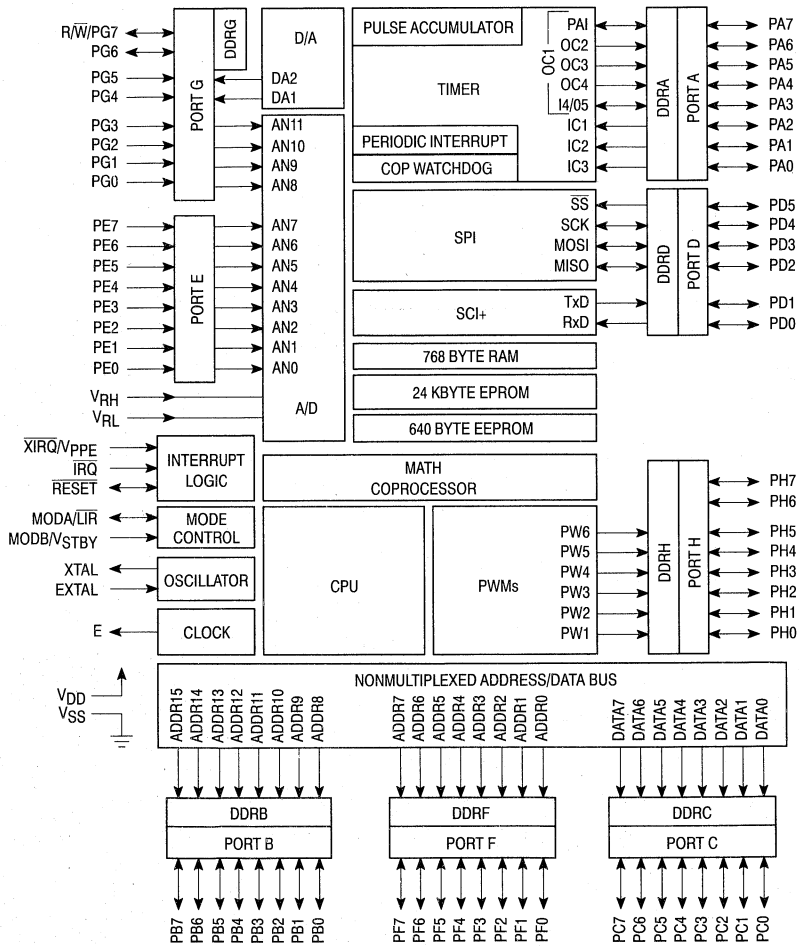 R/W/PG7
PG6
PG5
PG4
PG3
PG2
PG1
PG0
PORT G
DDRG
D/A
DA2
DA1
AN11
AN10
AN9
AN8
PE7
PE6
PE5
PE4
PE3
PE2
PE1
PE0
PORT E
AN7
AN6
AN5
AN4
AN3
AN2
AN1
AN0
A/D
VRH
VRL
PULSE ACCUMULATOR
TIMER
PERIODIC INTERRUPT
COP WATCHDOG
OC1
PAI
OC2
OC3
OC4
I4/05
IC1
IC2
IC3
DDRA
PORT A
PA7
PA6
PA5
PA4
PA3
PA2
PA1
PA0
SPI
SS
SCK
MOSI
MISO
SCI+
TxD
RxD
DDRD
PORT D
PD5
PD4
PD3
PD2
PD1
PD0
768 BYTE RAM
24 KBYTE EPROM
640 BYTE EEPROM
XIRQ/VPPE
IRQ
RESET
INTERRUPT
LOGIC
MATH
COPROCESSOR
MODA/LIR
MODB/VSTBY
MODE
CONTROL
XTAL
EXTAL
OSCILLATOR
E
CLOCK
CPU
PWMs
PW6
PW5
PW4
PW3
PW2
PW1
DDRH
PORT H
PH7
PH6
PH5
PH4
PH3
PH2
PH1
PH0
VDD
VSS
NONMULTIPLEXED ADDRESS/DATA BUS
ADDR15
ADDR14
ADDR13
ADDR12
ADDR11
ADDR10
ADDR9
ADDR8
ADDR7
ADDR6
ADDR5
ADDR4
ADDR3
ADDR2
ADDR1
ADDR0
DATA7
DATA6
DATA5
DATA4
DATA3
DATA2
DATA1
DATA0
DDRB
PORT B
DDRF
PORT F
DDRC
PORT C
PB7
PB6
PB5
PB4
PB3
PB2
PB1
PB0
PF7
PF6
PF5
PF4
PF3
PF2
PF1
PF0
PC7
PC6
PC5
PC4
PC3
PC2
PC1
PC0